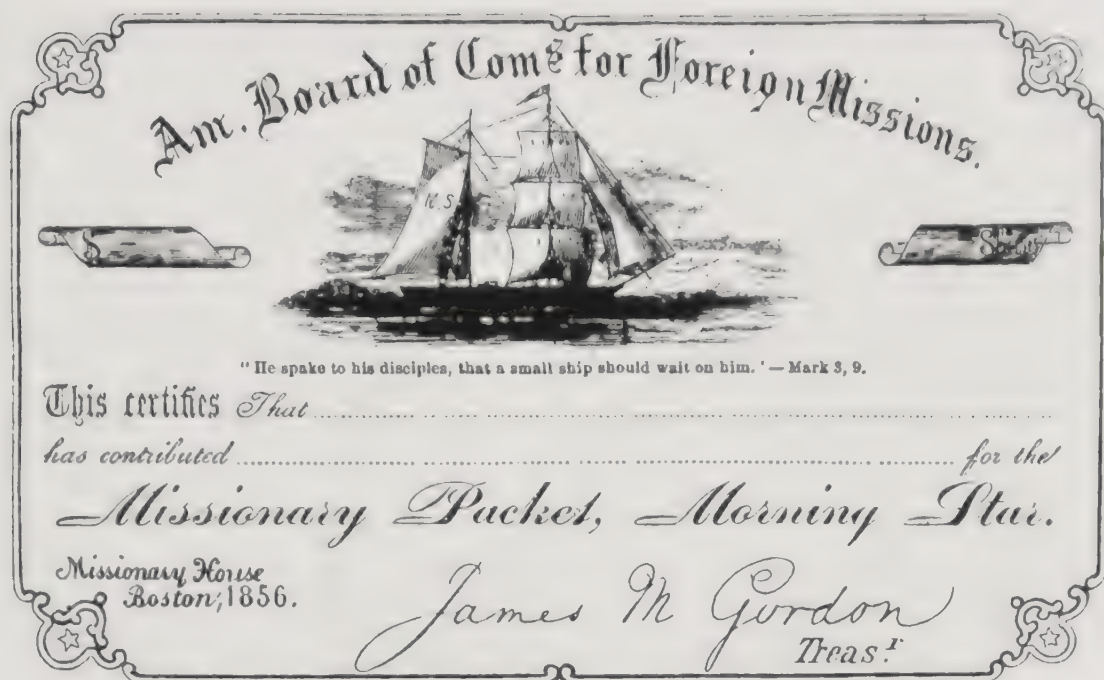 Am. Board of Comˢ for Foreign Missions.
$
M.S.
"He spake to his disciples, that a small ship should wait on him.'—Mark 3, 9.
This certifies That
has contributed for the
Missionary Packet, Morning Star.
Missionary House
Boston, 1856.
James M Gordon
Treasʳ